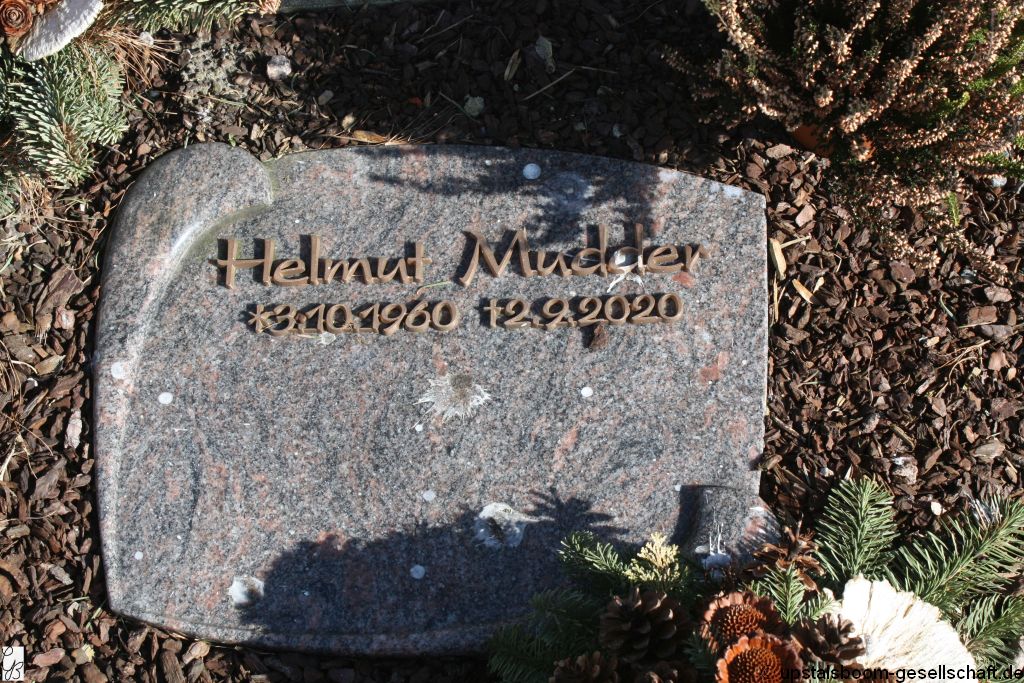 Helmut Mudder
*3.10.1960 †2.9.2020
upstalsboom-gesellschaft.de